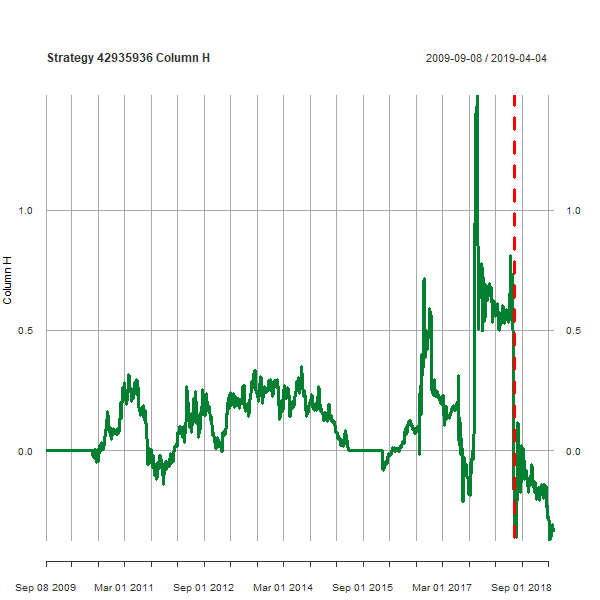 Strategy 42935936 Column H
2009-09-08 / 2019-04-04
1.0
1.0
Column H
0.5
0.5
0.0
0.0
Sep 08 2009
Mar 01 2011
Sep 01 2012
Mar 01 2014
Sep 01 2015
Mar 01 2017
Sep 01 2018